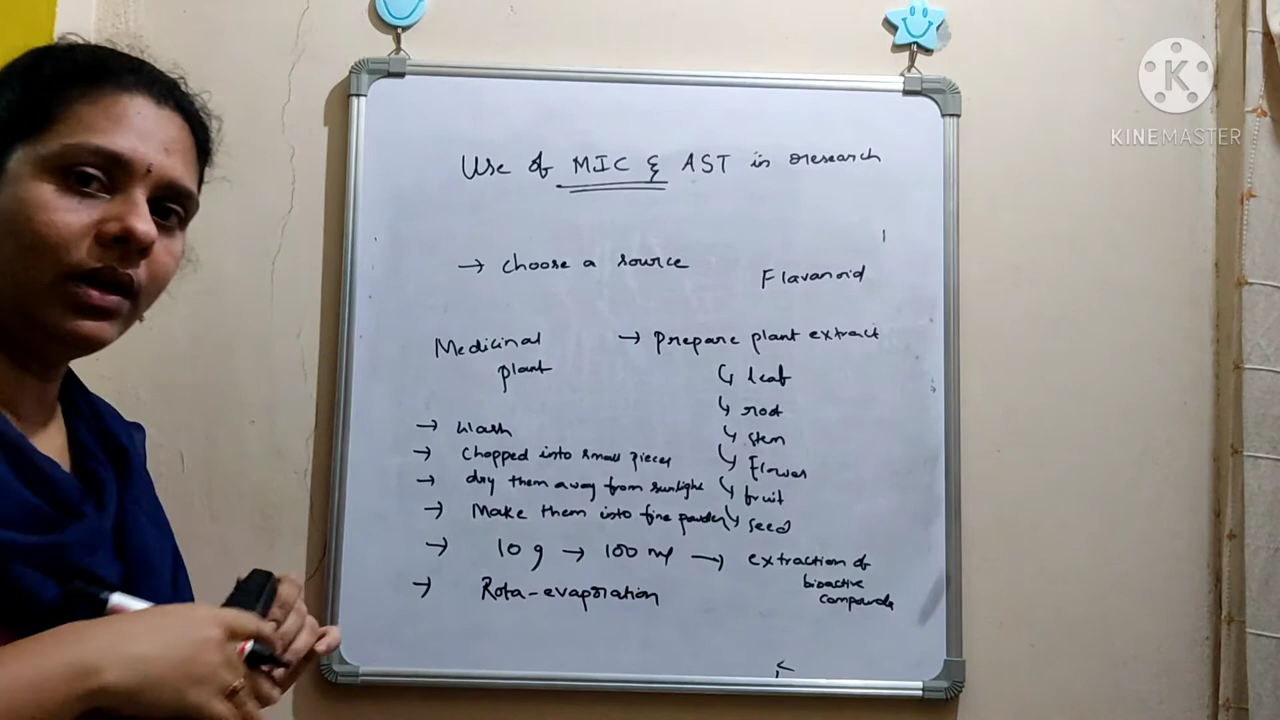 Use of MIC & AST in research
→ choose a source
Flavanoid
Medicinal
plant
→ Prepare plant extract
↳ leaf
↳ root
↳ stem
↳ Flower
↳ fruit
↳ seed
→ Wash
→ Chopped into small pieces
→ dry them away from sunlight
→ Make them into fine powder
→ 10 g → 100 ml → extraction of
bioactive
compounds
→ Rota-evaporation
K
KINEMASTER